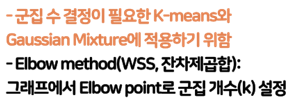 - 군집 수 결정이 필요한 K-means와
Gaussian Mixture에 적용하기 위함
- Elbow method(WSS, 잔차제곱합):
그래프에서 Elbow point로 군집 개수(k) 설정